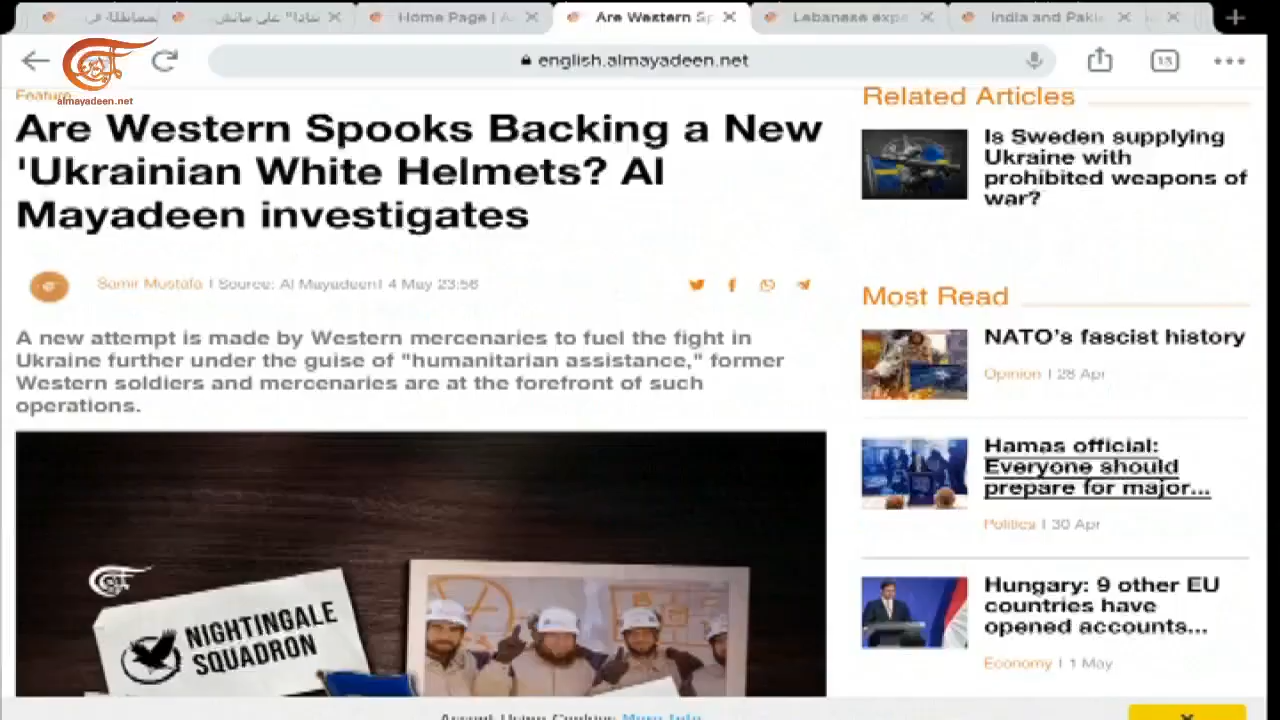 Home Page | A
Are Western Sp
Lebanese expa
India and Paki
english.almayadeen.net
13
almayadeen.net
Feature
Are Western Spooks Backing a New
'Ukrainian White Helmets? Al
Mayadeen investigates
Samir Mustafa | Source: Al Mayadeen | 4 May 23:56
A new attempt is made by Western mercenaries to fuel the fight in
Ukraine further under the guise of "humanitarian assistance," former
Western soldiers and mercenaries are at the forefront of such
operations.
NIGHTINGALE
SQUADRON
Related Articles
Is Sweden supplying
Ukraine with
prohibited weapons of
war?
Most Read
NATO's fascist history
Opinion | 28 Apr
Hamas official:
Everyone should
prepare for major...
Politics | 30 Apr
Hungary: 9 other EU
countries have
opened accounts...
Economy | 1 May